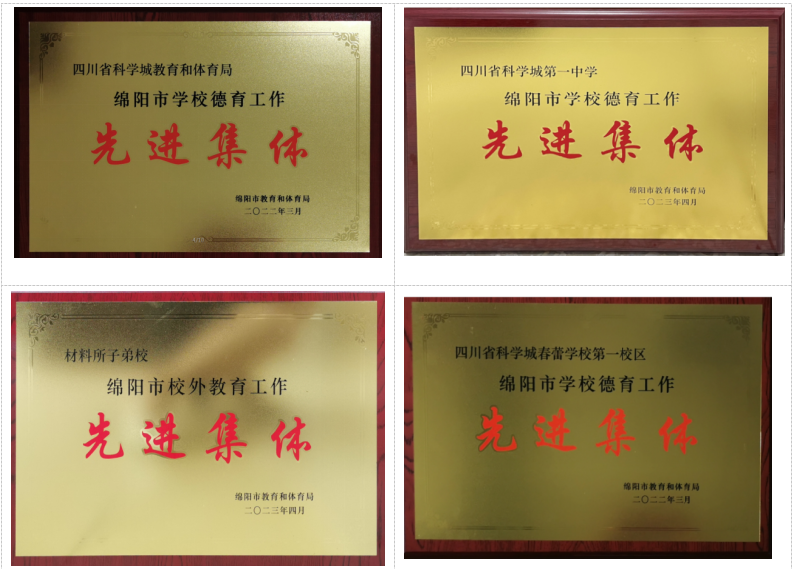 四川省科学城教育和体育局
绵阳市学校德育工作
先进集体
绵阳市教育和体育局
二〇二二年三月
四川省科学城第一中学
绵阳市学校德育工作
先进集体
绵阳市教育和体育局
二〇二三年四月
材料所子弟校
绵阳市校外教育工作
先进集体
绵阳市教育和体育局
二〇二三年四月
四川省科学城春蕾学校第一校区
绵阳市学校德育工作
先进集体
绵阳市教育和体育局
二〇二二年三月